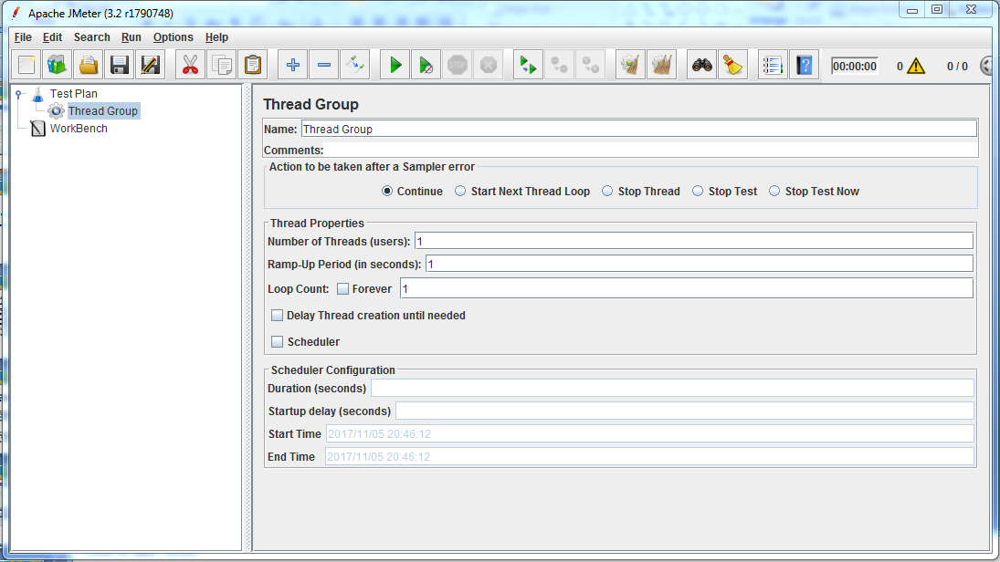 Apache JMeter (3.2 r1790748)
File Edit Search Run Options Help
STOP
00:00:00 0 0 / 0
Test Plan
Thread Group
WorkBench
Thread Group
Name: Thread Group
Comments:
Action to be taken after a Sampler error
Continue Start Next Thread Loop Stop Thread Stop Test Stop Test Now
Thread Properties
Number of Threads (users): 1
Ramp-Up Period (in seconds): 1
Loop Count: Forever 1
Delay Thread creation until needed
Scheduler
Scheduler Configuration
Duration (seconds)
Startup delay (seconds)
Start Time 2017/11/05 20:46:12
End Time 2017/11/05 20:46:12